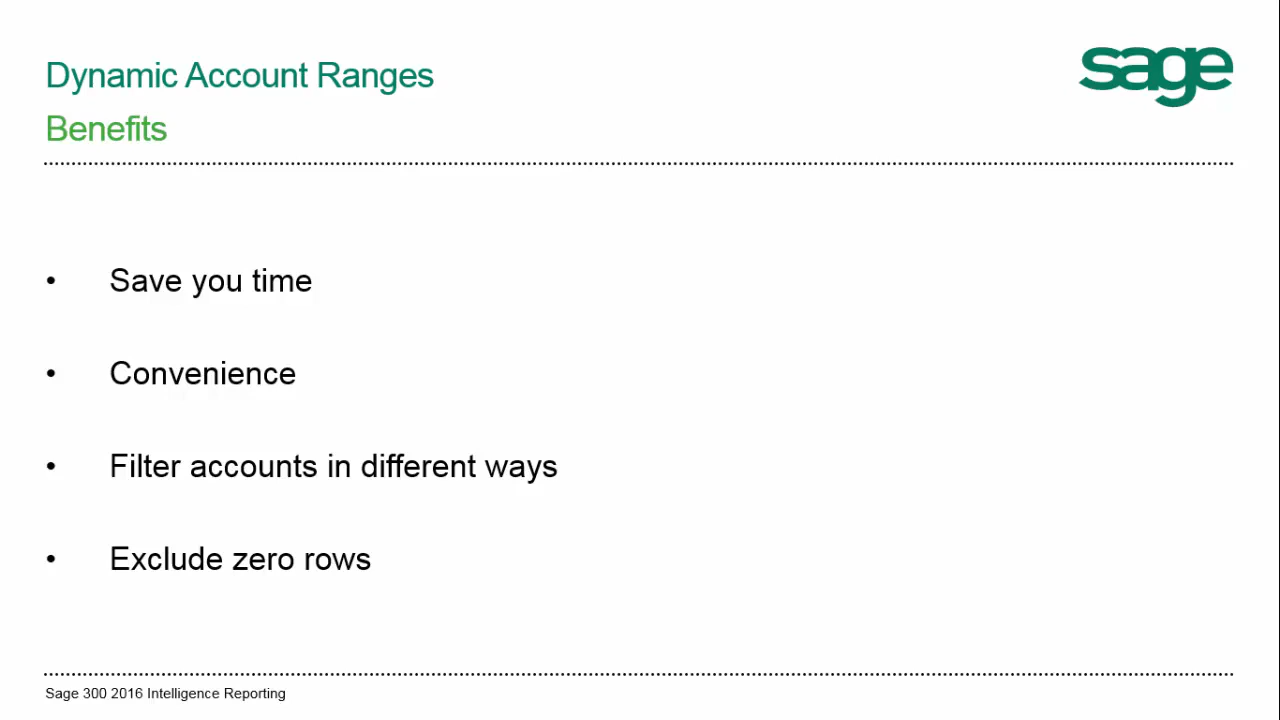 Dynamic Account Ranges
sage
Benefits
• Save you time
• Convenience
• Filter accounts in different ways
• Exclude zero rows
Sage 300 2016 Intelligence Reporting